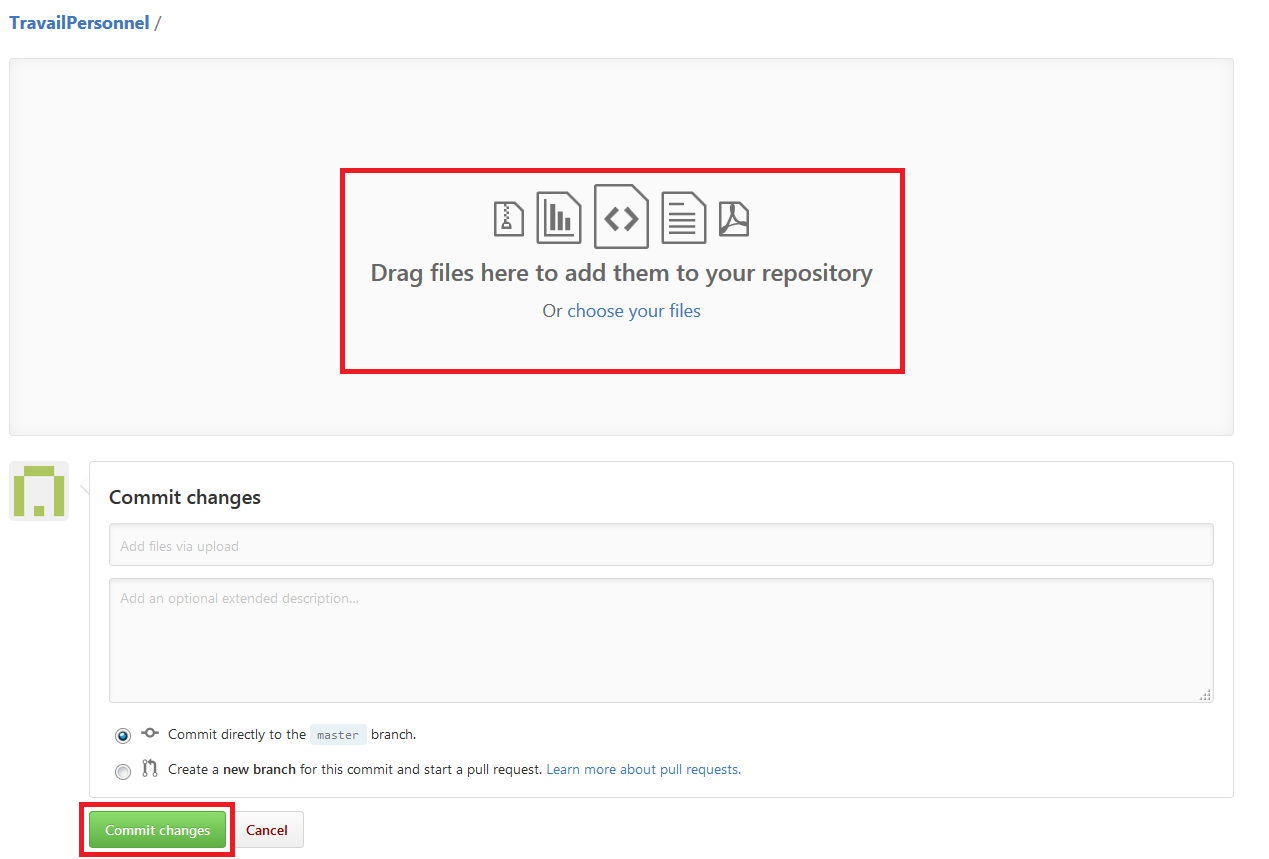 TravailPersonnel /
Drag files here to add them to your repository
Or choose your files
Commit changes
Add files via upload
Add an optional extended description...
Commit directly to the master branch.
Create a new branch for this commit and start a pull request. Learn more about pull requests.
Commit changes Cancel